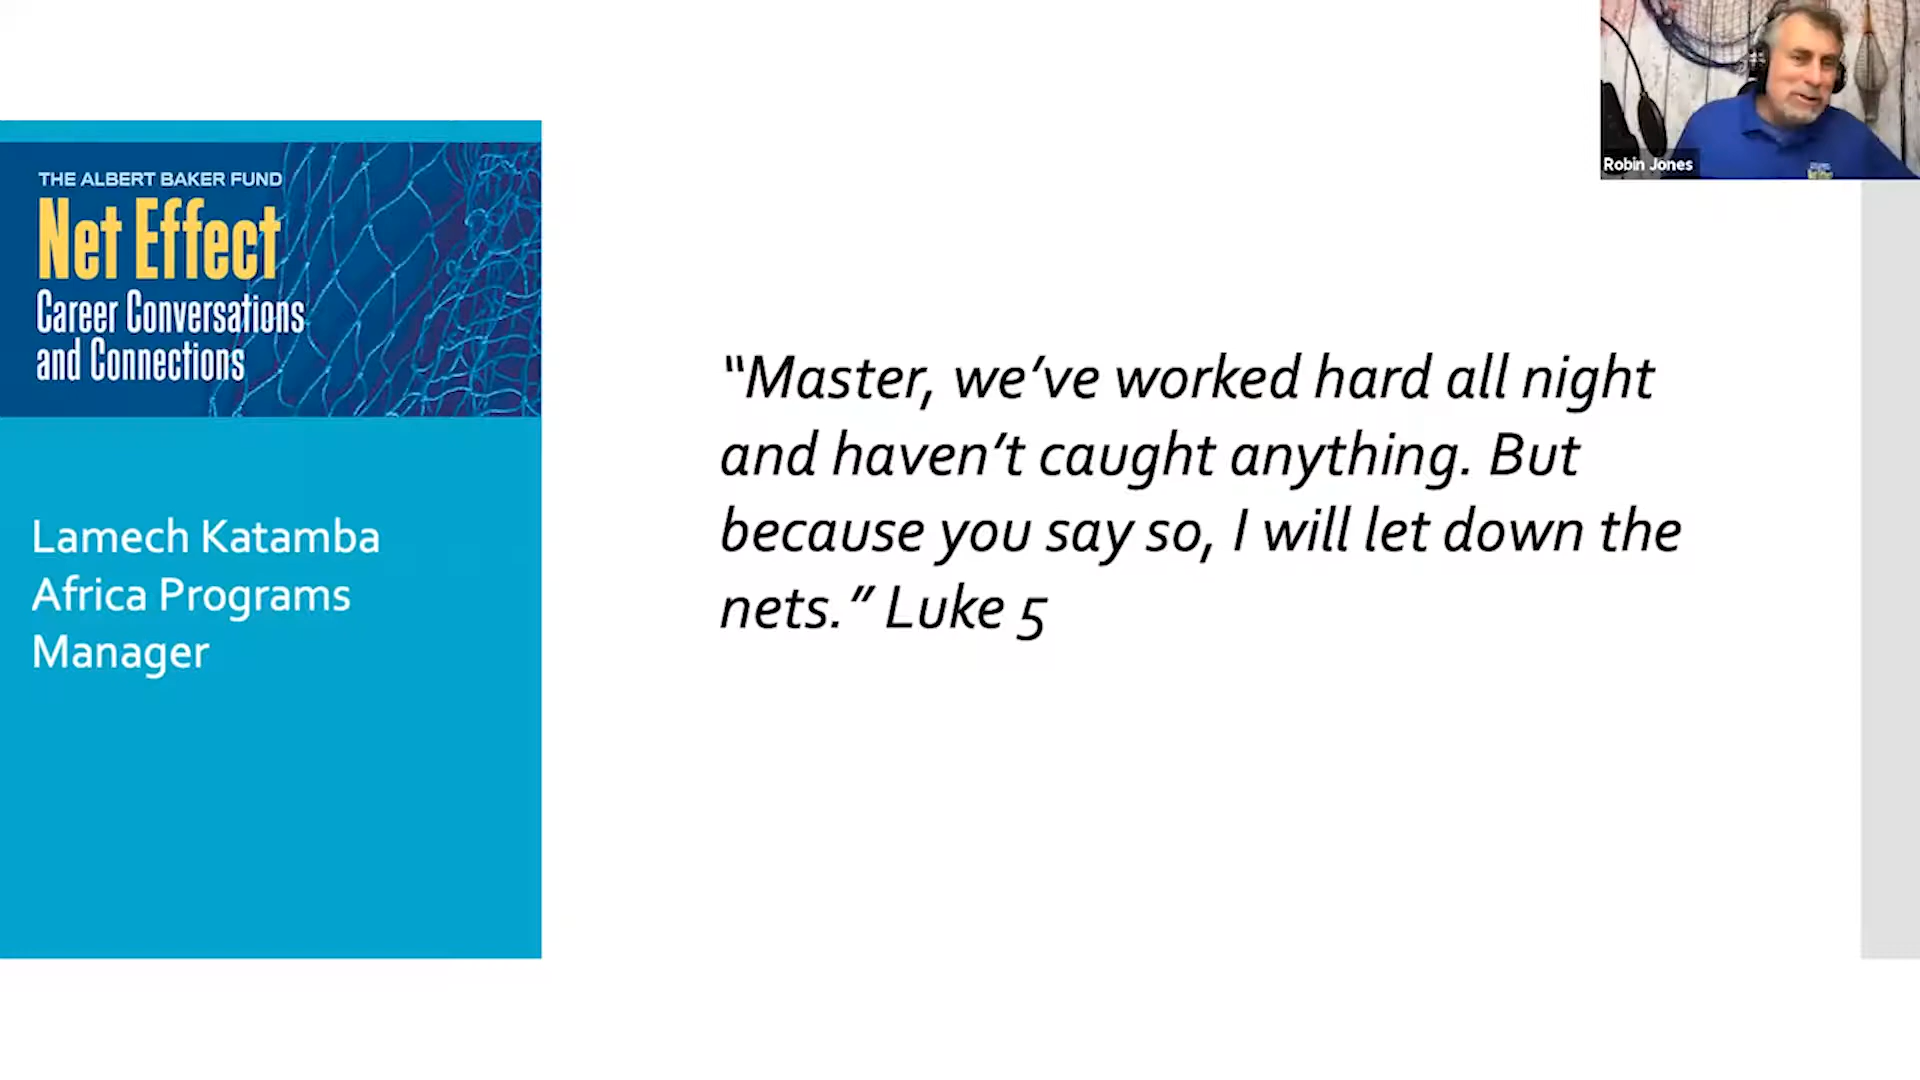 THE ALBERT BAKER FUND
Net Effect
Career Conversations
and Connections
Lamech Katamba
Africa Programs
Manager
“Master, we’ve worked hard all night
and haven’t caught anything. But
because you say so, I will let down the
nets.” Luke 5
Robin Jones